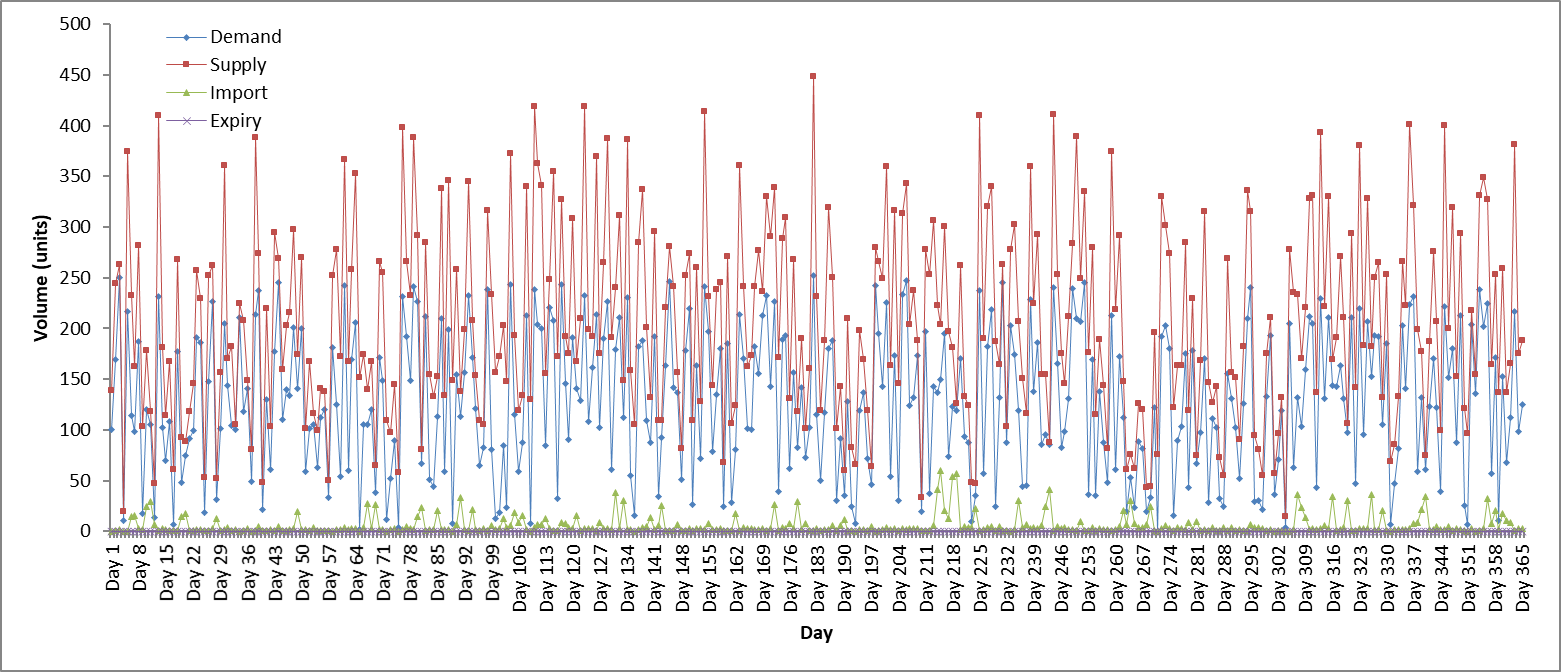 Volume (units)
500
450
400
350
300
250
200
150
100
50
0
Demand
Supply
Import
Expiry
Day 1
Day 8
Day 15
Day 22
Day 29
Day 36
Day 43
Day 50
Day 57
Day 64
Day 71
Day 78
Day 85
Day 92
Day 99
Day 106
Day 113
Day 120
Day 127
Day 134
Day 141
Day 148
Day 155
Day 162
Day 169
Day 176
Day 183
Day 190
Day 197
Day 204
Day 211
Day 218
Day 225
Day 232
Day 239
Day 246
Day 253
Day 260
Day 267
Day 274
Day 281
Day 288
Day 295
Day 302
Day 309
Day 316
Day 323
Day 330
Day 337
Day 344
Day 351
Day 358
Day 365
Day